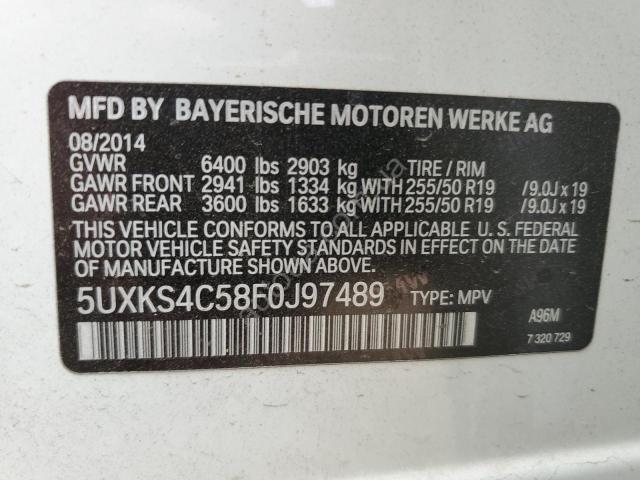 MFD BY BAYERISCHE MOTOREN WERKE AG
08/2014
GVWR 6400 lbs 2903 kg TIRE / RIM
GAWR FRONT 2941 lbs 1334 kg WITH 255/50 R19 /9.0J x 19
GAWR REAR 3600 lbs 1633 kg WITH 255/50 R19 /9.0J x 19
THIS VEHICLE CONFORMS TO ALL APPLICABLE U. S. FEDERAL
MOTOR VEHICLE SAFETY STANDARDS IN EFFECT ON THE
DATE OF MANUFACTURE SHOWN ABOVE.
5UXKS4C58F0J97489 TYPE: MPV A96M
7 320 729